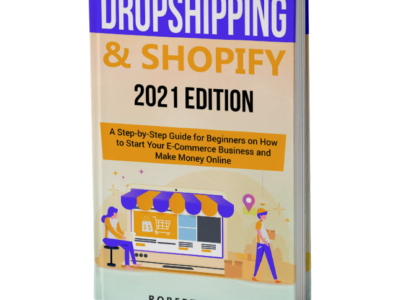 DROPSHIPPING
& SHOPIFY
2021 EDITION
A Step-by-Step Guide for Beginners on How
to Start Your E-Commerce Business and
Make Money Online